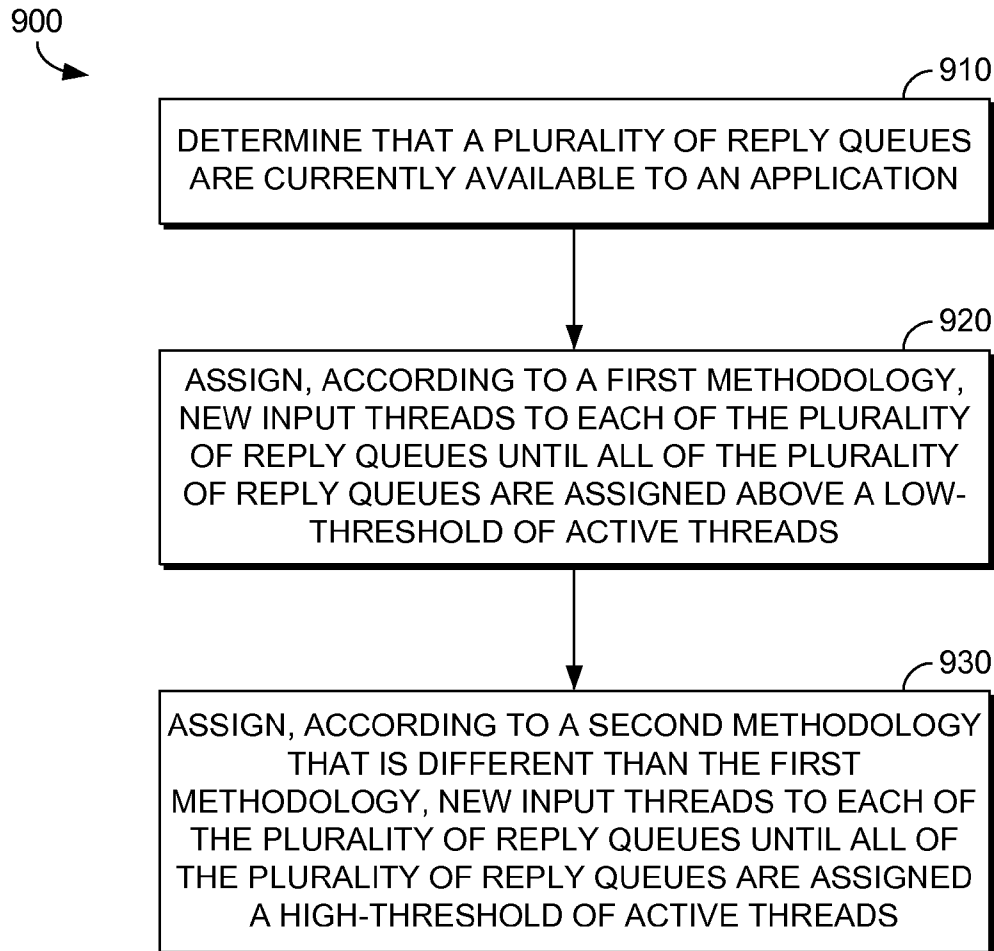 900
910
DETERMINE THAT A PLURALITY OF REPLY QUEUES
ARE CURRENTLY AVAILABLE TO AN APPLICATION
920
ASSIGN, ACCORDING TO A FIRST METHODOLOGY,
NEW INPUT THREADS TO EACH OF THE PLURALITY
OF REPLY QUEUES UNTIL ALL OF THE PLURALITY
OF REPLY QUEUES ARE ASSIGNED ABOVE A LOW-
THRESHOLD OF ACTIVE THREADS
930
ASSIGN, ACCORDING TO A SECOND METHODOLOGY
THAT IS DIFFERENT THAN THE FIRST
METHODOLOGY, NEW INPUT THREADS TO EACH OF
THE PLURALITY OF REPLY QUEUES UNTIL ALL OF
THE PLURALITY OF REPLY QUEUES ARE ASSIGNED
A HIGH-THRESHOLD OF ACTIVE THREADS